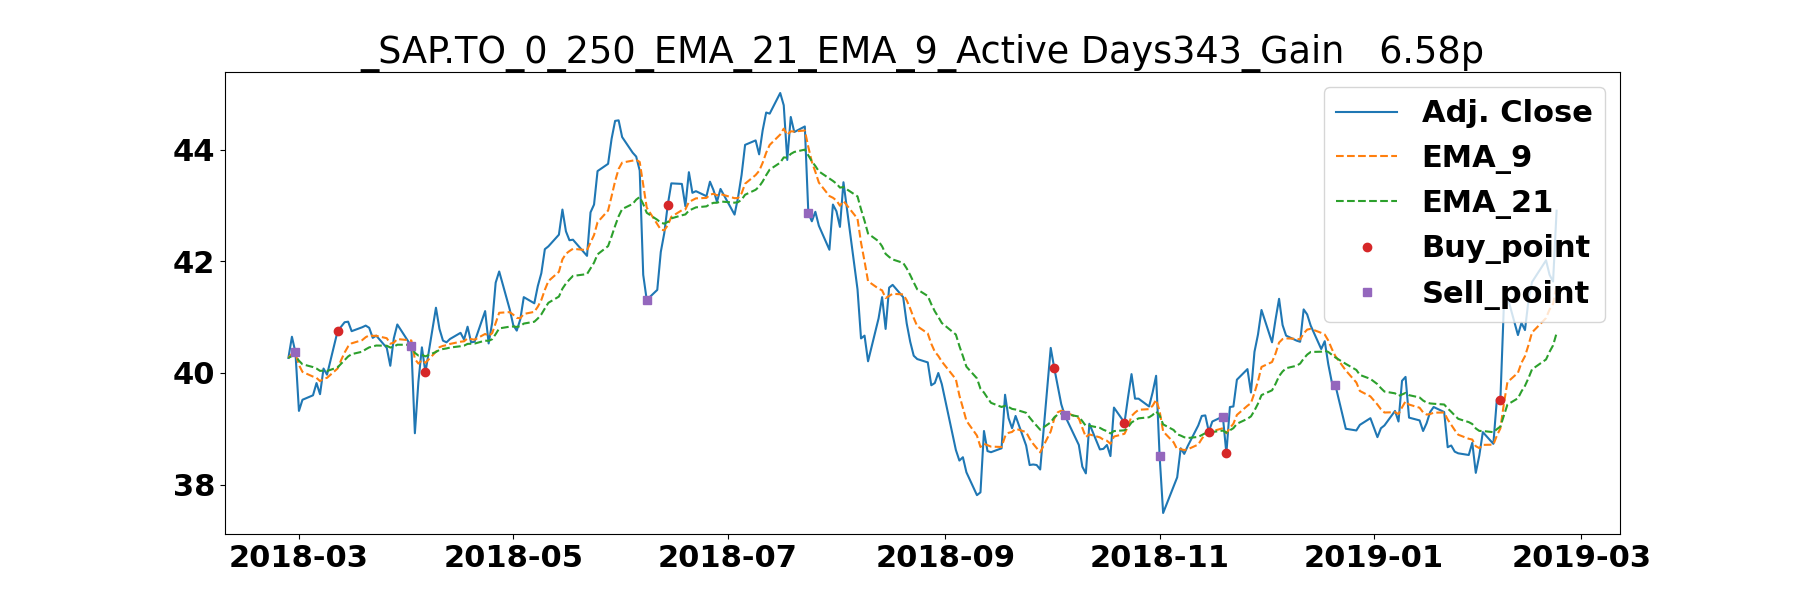 _SAP.TO_0_250_EMA_21_EMA_9_Active Days343_Gain   6.58p
44
42
40
38
Adj. Close
EMA_9
EMA_21
Buy_point
Sell_point
2018-03 2018-05 2018-07 2018-09 2018-11 2019-01 2019-03